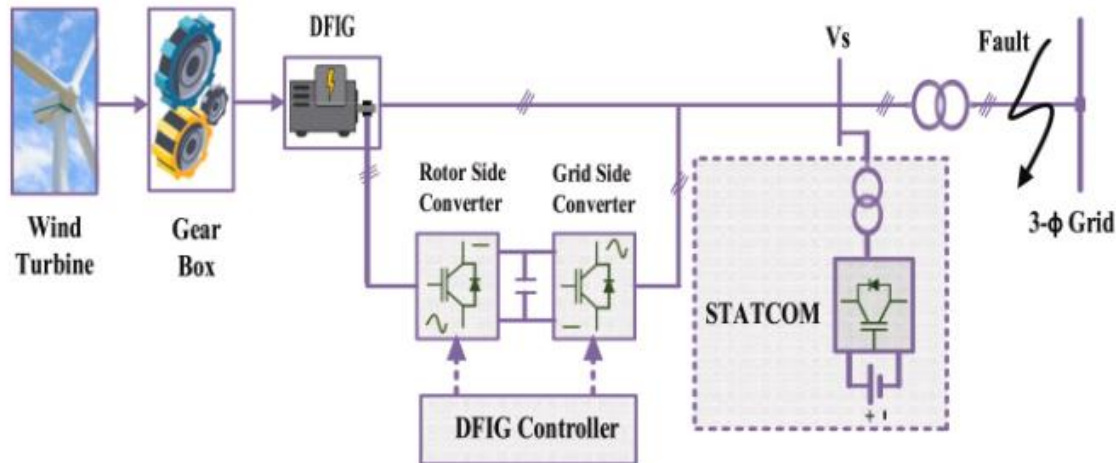 DFIG
Vs
Fault
Rotor Side
Converter
Grid Side
Converter
Wind
Turbine
Gear
Box
3-ϕ Grid
STATCOM
DFIG Controller
+